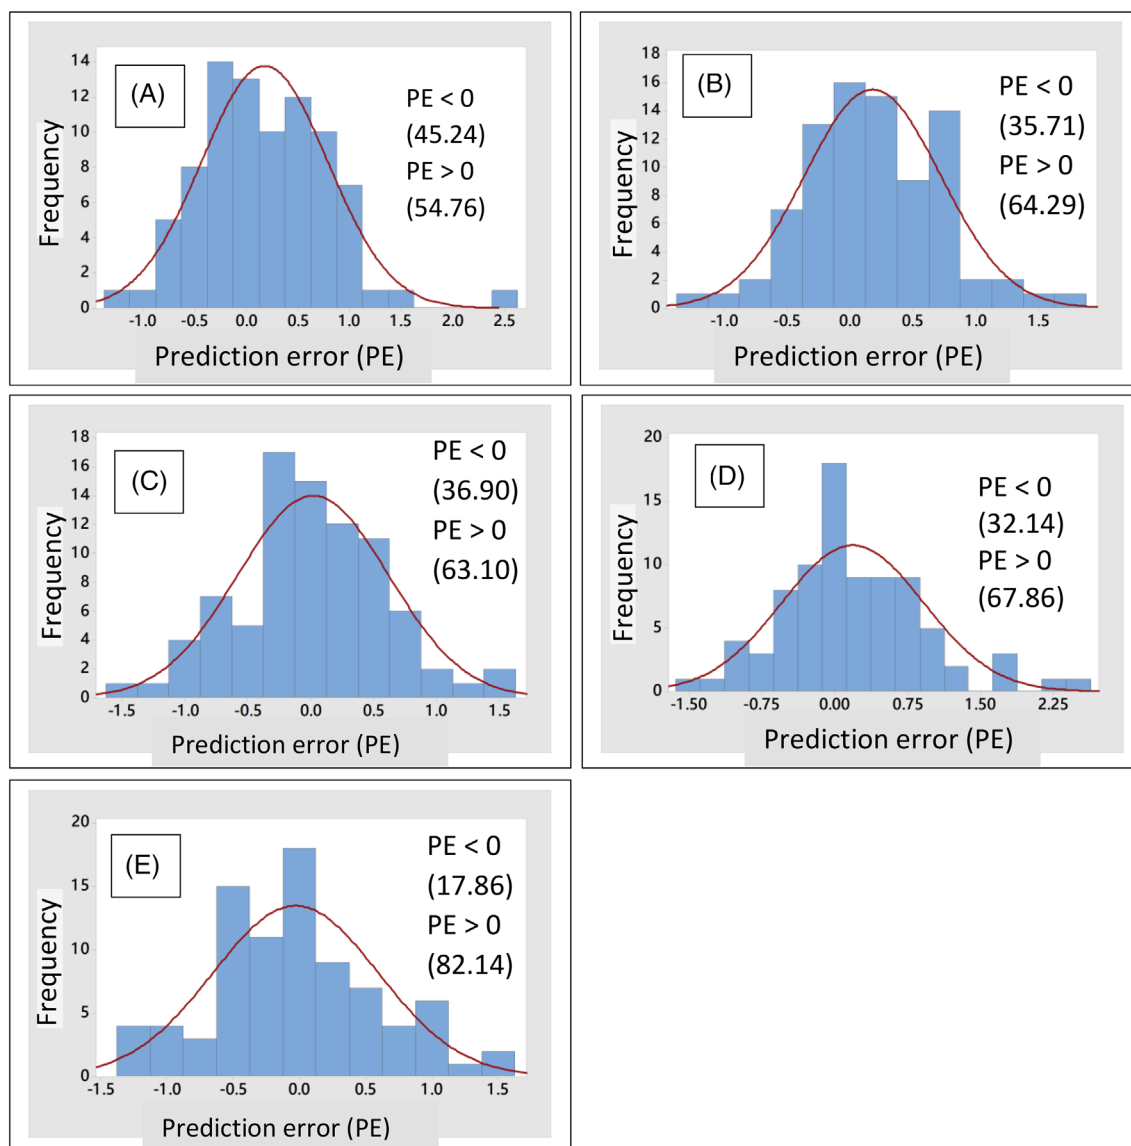 (A)
PE < 0
(45.24)
PE > 0
(54.76)
Frequency
14
12
10
8
6
4
2
0
-1.0 -0.5 0.0 0.5 1.0 1.5 2.0 2.5
Prediction error (PE)
(B)
PE < 0
(35.71)
PE > 0
(64.29)
Frequency
18
16
14
12
10
8
6
4
2
0
-1.0 -0.5 0.0 0.5 1.0 1.5
Prediction error (PE)
(C)
PE < 0
(36.90)
PE > 0
(63.10)
Frequency
18
16
14
12
10
8
6
4
2
0
-1.5 -1.0 -0.5 0.0 0.5 1.0 1.5
Prediction error (PE)
(D)
PE < 0
(32.14)
PE > 0
(67.86)
Frequency
20
15
10
5
0
-1.50 -0.75 0.00 0.75 1.50 2.25
Prediction error (PE)
(E)
PE < 0
(17.86)
PE > 0
(82.14)
Frequency
20
15
10
5
0
-1.5 -1.0 -0.5 0.0 0.5 1.0 1.5
Prediction error (PE)